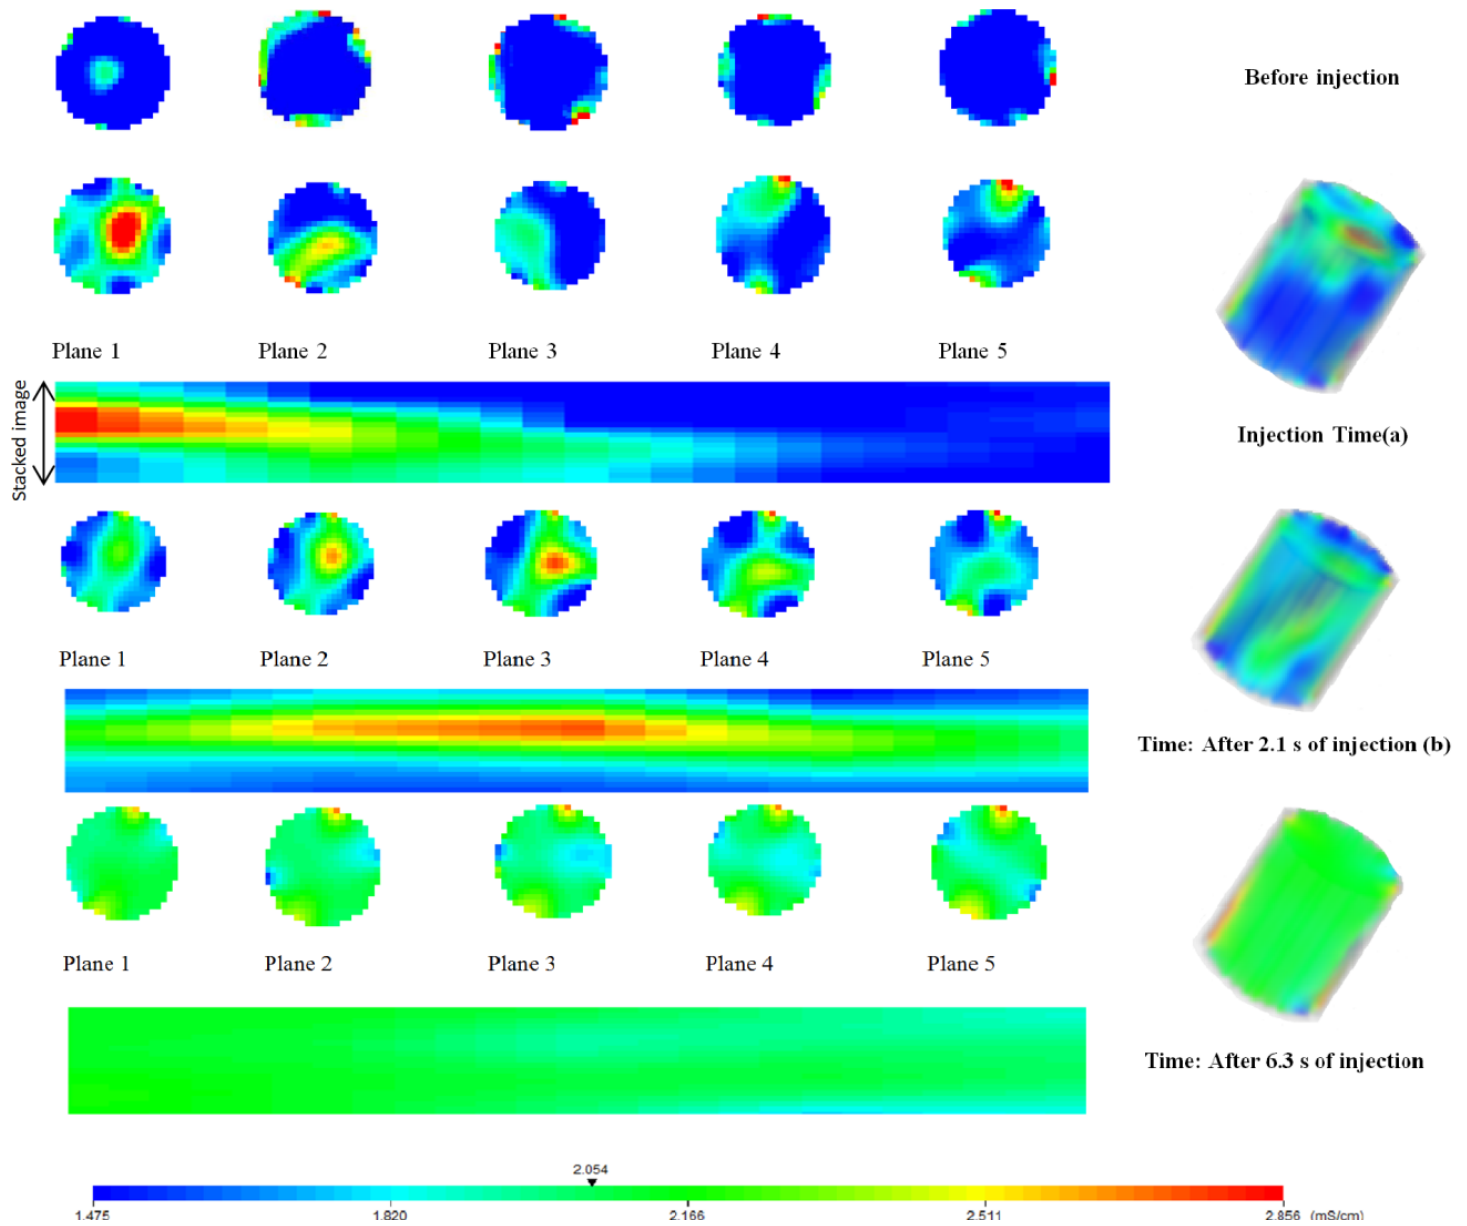 Before injection
Plane 1
Plane 2
Plane 3
Plane 4
Plane 5
Stacked image
Injection Time(a)
Plane 1
Plane 2
Plane 3
Plane 4
Plane 5
Time: After 2.1 s of injection (b)
Plane 1
Plane 2
Plane 3
Plane 4
Plane 5
Time: After 6.3 s of injection
2.054
1.475
1.820
2.166
2.511
2.856 (mS/cm)